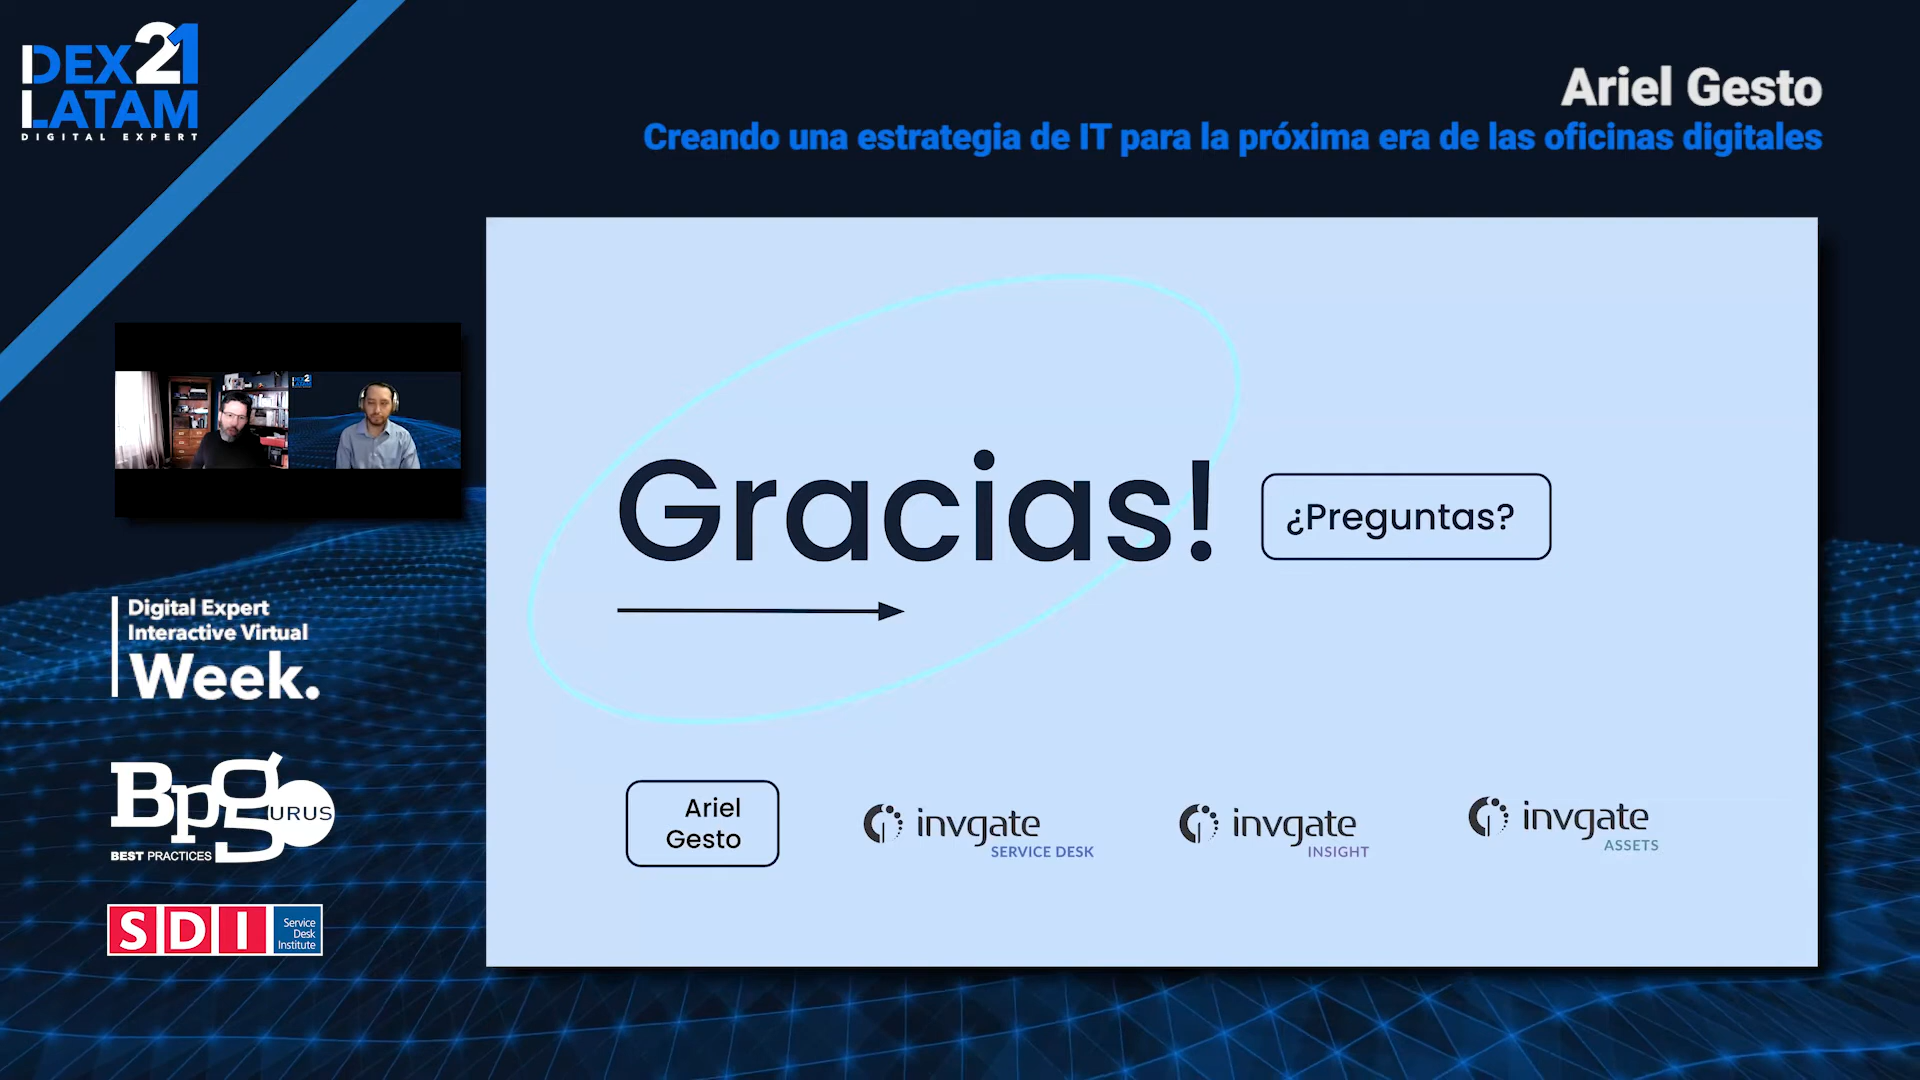 DEX21
LATAM
DIGITAL EXPERT
Ariel Gesto
Creando una estrategia de IT para la próxima era de las oficinas digitales
Gracias!
¿Preguntas?
Digital Expert
Interactive Virtual
Week.
BpgURUS
BEST PRACTICES
SDI
Service
Desk
Institute
Ariel
Gesto
invgate
SERVICE DESK
invgate
INSIGHT
invgate
ASSETS